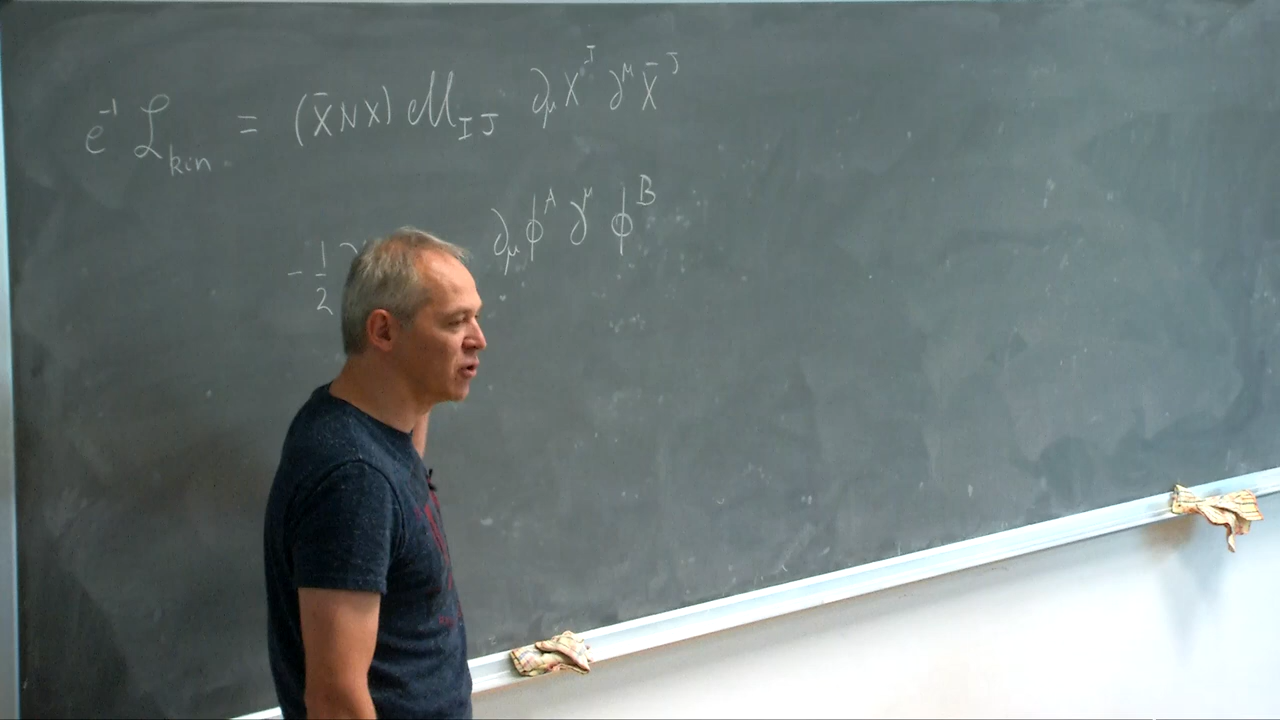 e⁻¹ ℒ_kin = (X̄NX) ℳ_IJ ∂_μ X^I ∂^μ X̄^J
- 1/2 ∂_μ ϕ^A ∂^μ ϕ^B